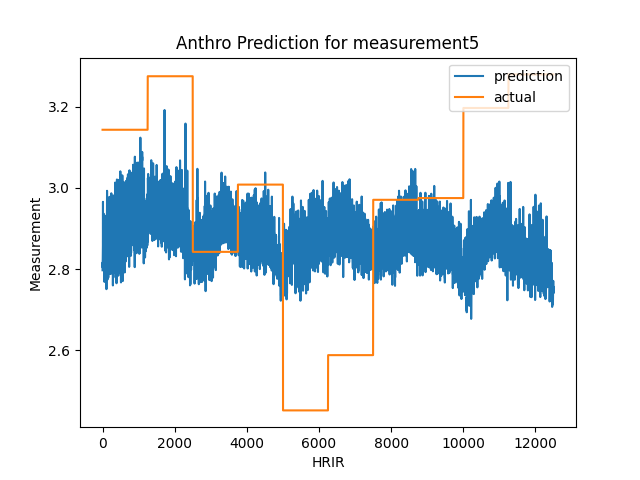 Anthro Prediction for measurement5
prediction
actual
3.2
3.0
2.8
2.6
Measurement
0 2000 4000 6000 8000 10000 12000
HRIR